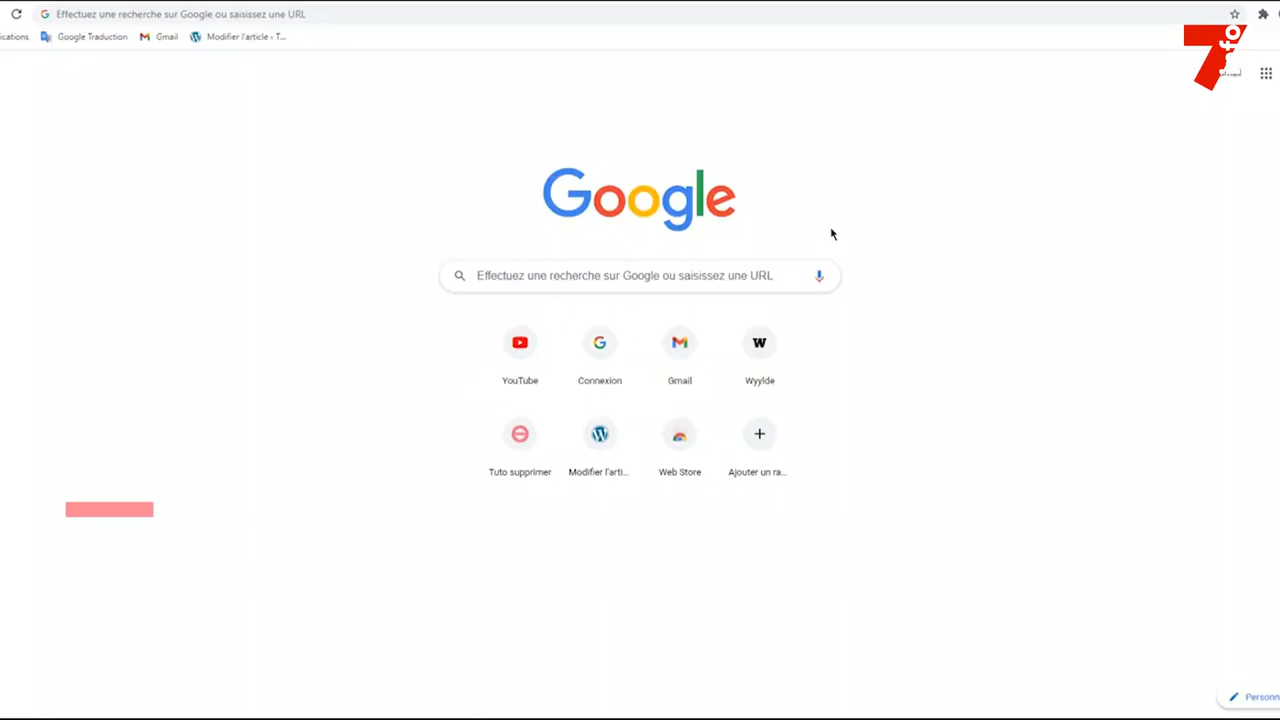 Effectuez une recherche sur Google ou saisissez une URL
ications Google Traduction Gmail Modifier l'article ‹ T...
7 info
Google
Effectuez une recherche sur Google ou saisissez une URL
YouTube Connexion Gmail Wyylde
Tuto supprimer Modifier l'arti... Web Store Ajouter un ra...
Personn